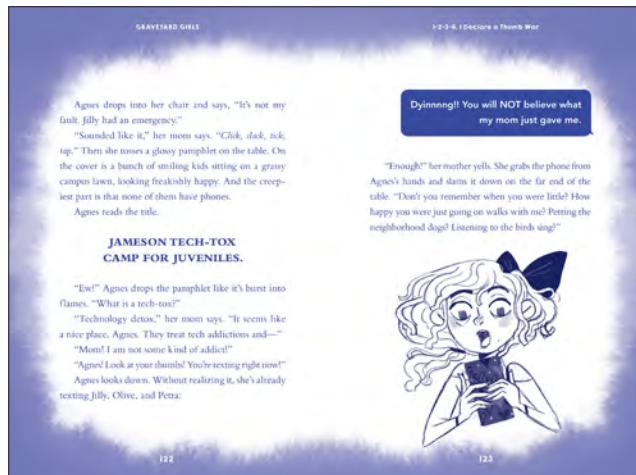 GRAVEYARD GIRLS
Agnes drops into her chair and says, "It's not my
fault. Jilly had an emergency."
"Sounded like it," her mom says. "Click, clack, tick,
tap." Then she tosses a glossy pamphlet on the table. On
the cover is a bunch of smiling kids sitting on a grassy
campus lawn, looking freakishly happy. And the creep-
iest part is that none of them have phones.
Agnes reads the title.
JAMESON TECH-TOX
CAMP FOR JUVENILES.
"Ew!" Agnes drops the pamphlet like it's burst into
flames. "What is a tech-tox?"
"Technology detox," her mom says. "It seems like
a nice place, Agnes. They treat tech addictions and—"
"Mom! I am not some kind of addict!"
"Agnes! Look at your thumbs! You're texting right now!"
Agnes looks down. Without realizing it, she's already
texting Jilly, Olive, and Petra:
122
1-2-3-4, I Declare a Thumb War
Dyinnnng!! You will NOT believe what
my mom just gave me.
"Enough!" her mother yells. She grabs the phone from
Agnes's hands and slams it down on the far end of the
table. "Don't you remember when you were little? How
happy you were just going on walks with me? Petting the
neighborhood dogs? Listening to the birds sing?"
123